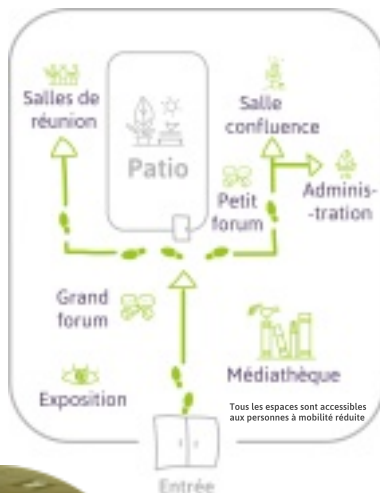 Salles de
réunion
Patio
Salle
confluence
Petit
forum
Adminis-
-tration
Grand
forum
Exposition
Médiathèque
Tous les espaces sont accessibles
aux personnes à mobilité réduite
Entrée